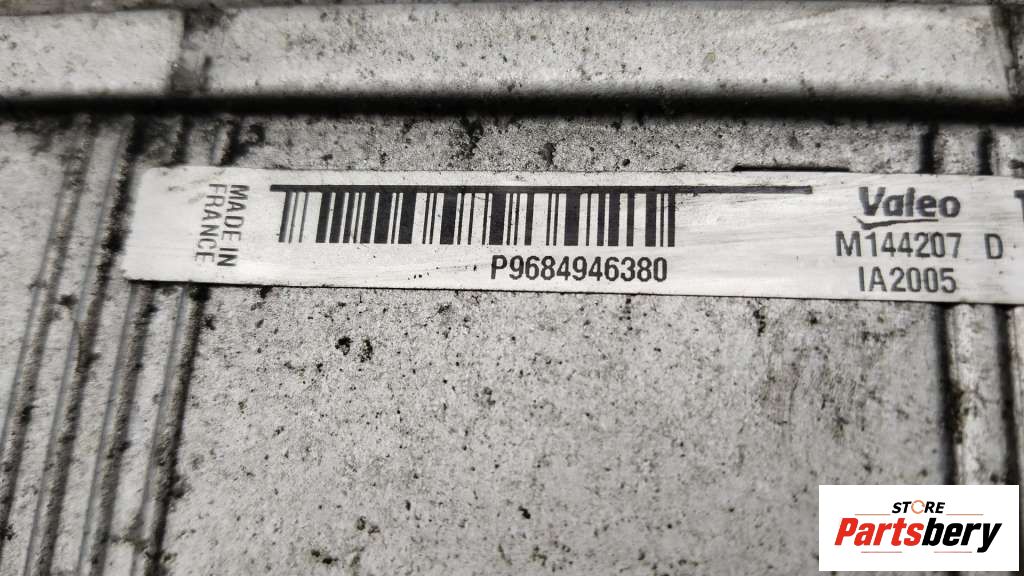 MADE IN
FRANCE
P9684946380
Valeo
M144207 D
IA2005
STORE
Partsbery